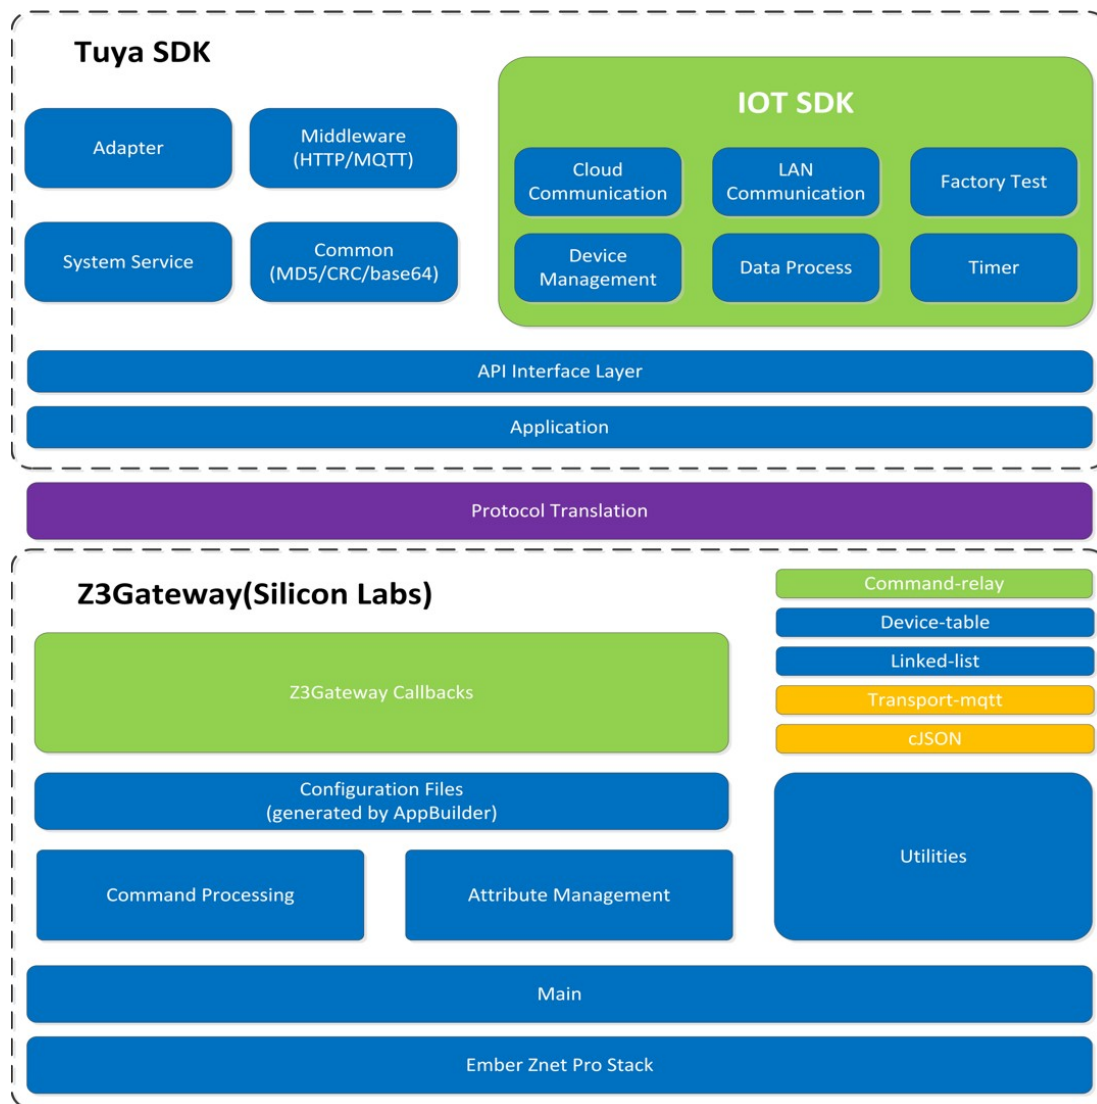 Tuya SDK
Adapter
Middleware
(HTTP/MQTT)
System Service
Common
(MD5/CRC/base64)
IOT SDK
Cloud
Communication
LAN
Communication
Factory Test
Device
Management
Data Process
Timer
API Interface Layer
Application
Protocol Translation
Z3Gateway(Silicon Labs)
Z3Gateway Callbacks
Configuration Files
(generated by AppBuilder)
Command Processing
Attribute Management
Command-relay
Device-table
Linked-list
Transport-mqtt
cJSON
Utilities
Main
Ember Znet Pro Stack